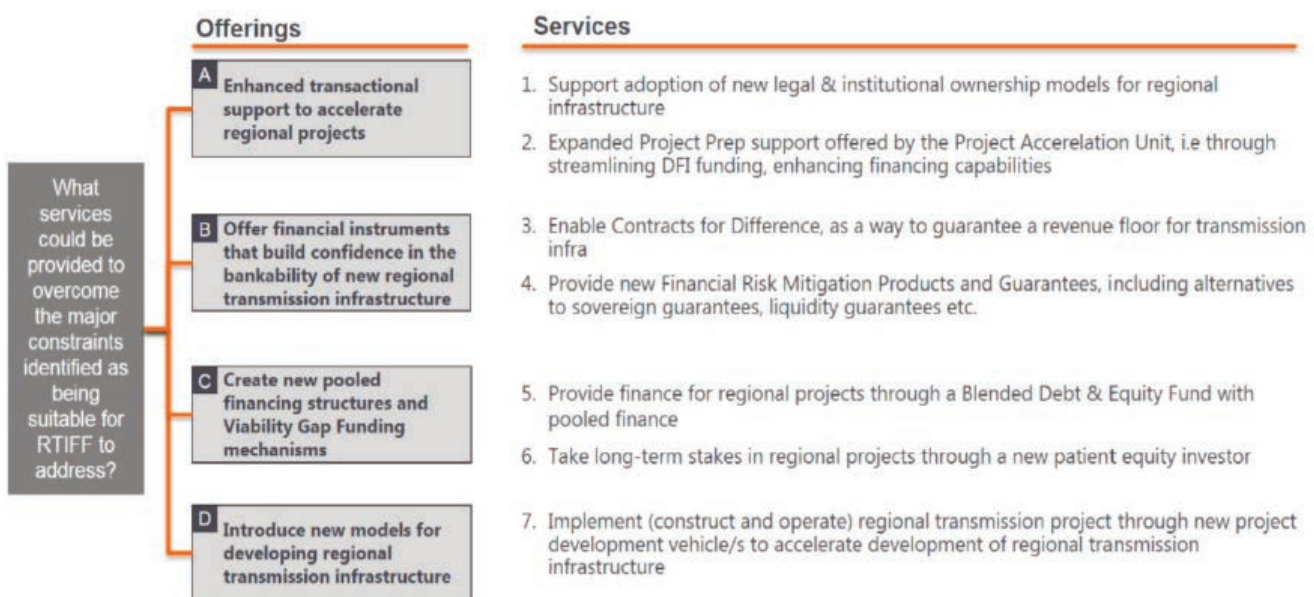 Offerings
Services
What
services
could be
provided to
overcome
the major
constraints
identified as
being
suitable for
RTIFF to
address?
A
Enhanced transactional
support to accelerate
regional projects
1. Support adoption of new legal & institutional ownership models for regional
infrastructure
2. Expanded Project Prep support offered by the Project Accerelation Unit, i.e through
streamlining DFI funding, enhancing financing capabilities
B
Offer financial instruments
that build confidence in the
bankability of new regional
transmission infrastructure
3. Enable Contracts for Difference, as a way to guarantee a revenue floor for transmission
infra
4. Provide new Financial Risk Mitigation Products and Guarantees, including alternatives
to sovereign guarantees, liquidity guarantees etc.
C
Create new pooled
financing structures and
Viability Gap Funding
mechanisms
5. Provide finance for regional projects through a Blended Debt & Equity Fund with
pooled finance
6. Take long-term stakes in regional projects through a new patient equity investor
D
Introduce new models for
developing regional
transmission infrastructure
7. Implement (construct and operate) regional transmission project through new project
development vehicle/s to accelerate development of regional transmission
infrastructure